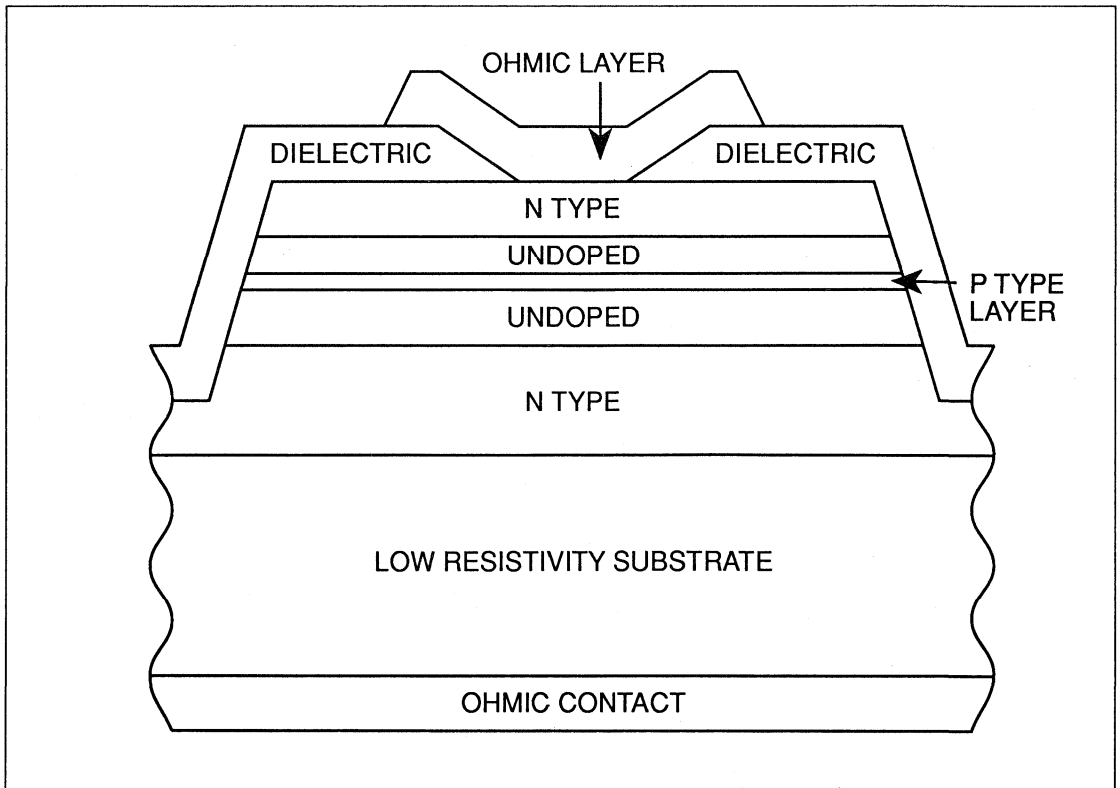 OHMIC LAYER
DIELECTRIC
DIELECTRIC
N TYPE
UNDOPED
P TYPE
LAYER
UNDOPED
N TYPE
LOW RESISTIVITY SUBSTRATE
OHMIC CONTACT